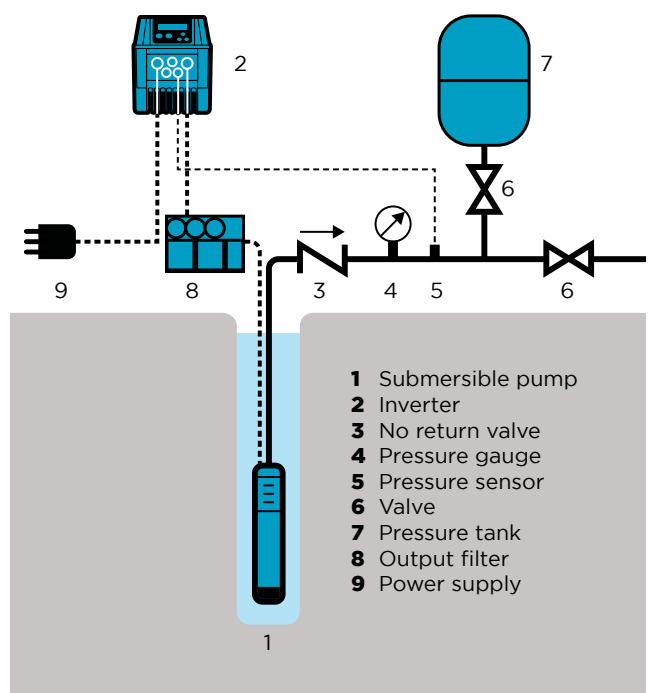 2
7
6
9
8
3
4
5
6
1 Submersible pump
2 Inverter
3 No return valve
4 Pressure gauge
5 Pressure sensor
6 Valve
7 Pressure tank
8 Output filter
9 Power supply
1